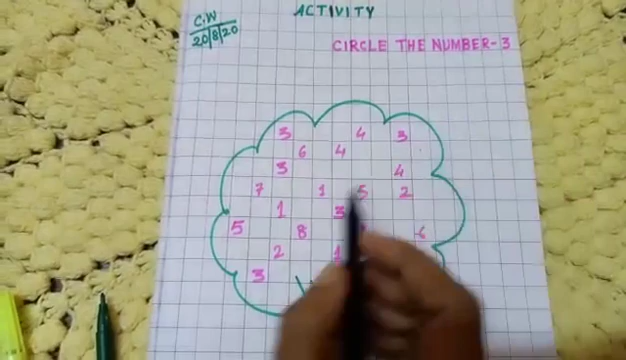 C.W
20/8/20
ACTIVITY
CIRCLE THE NUMBER-3
3 4 3
6 4
3 4
7 1 5 2
1 3
5 8 6
2 1
3